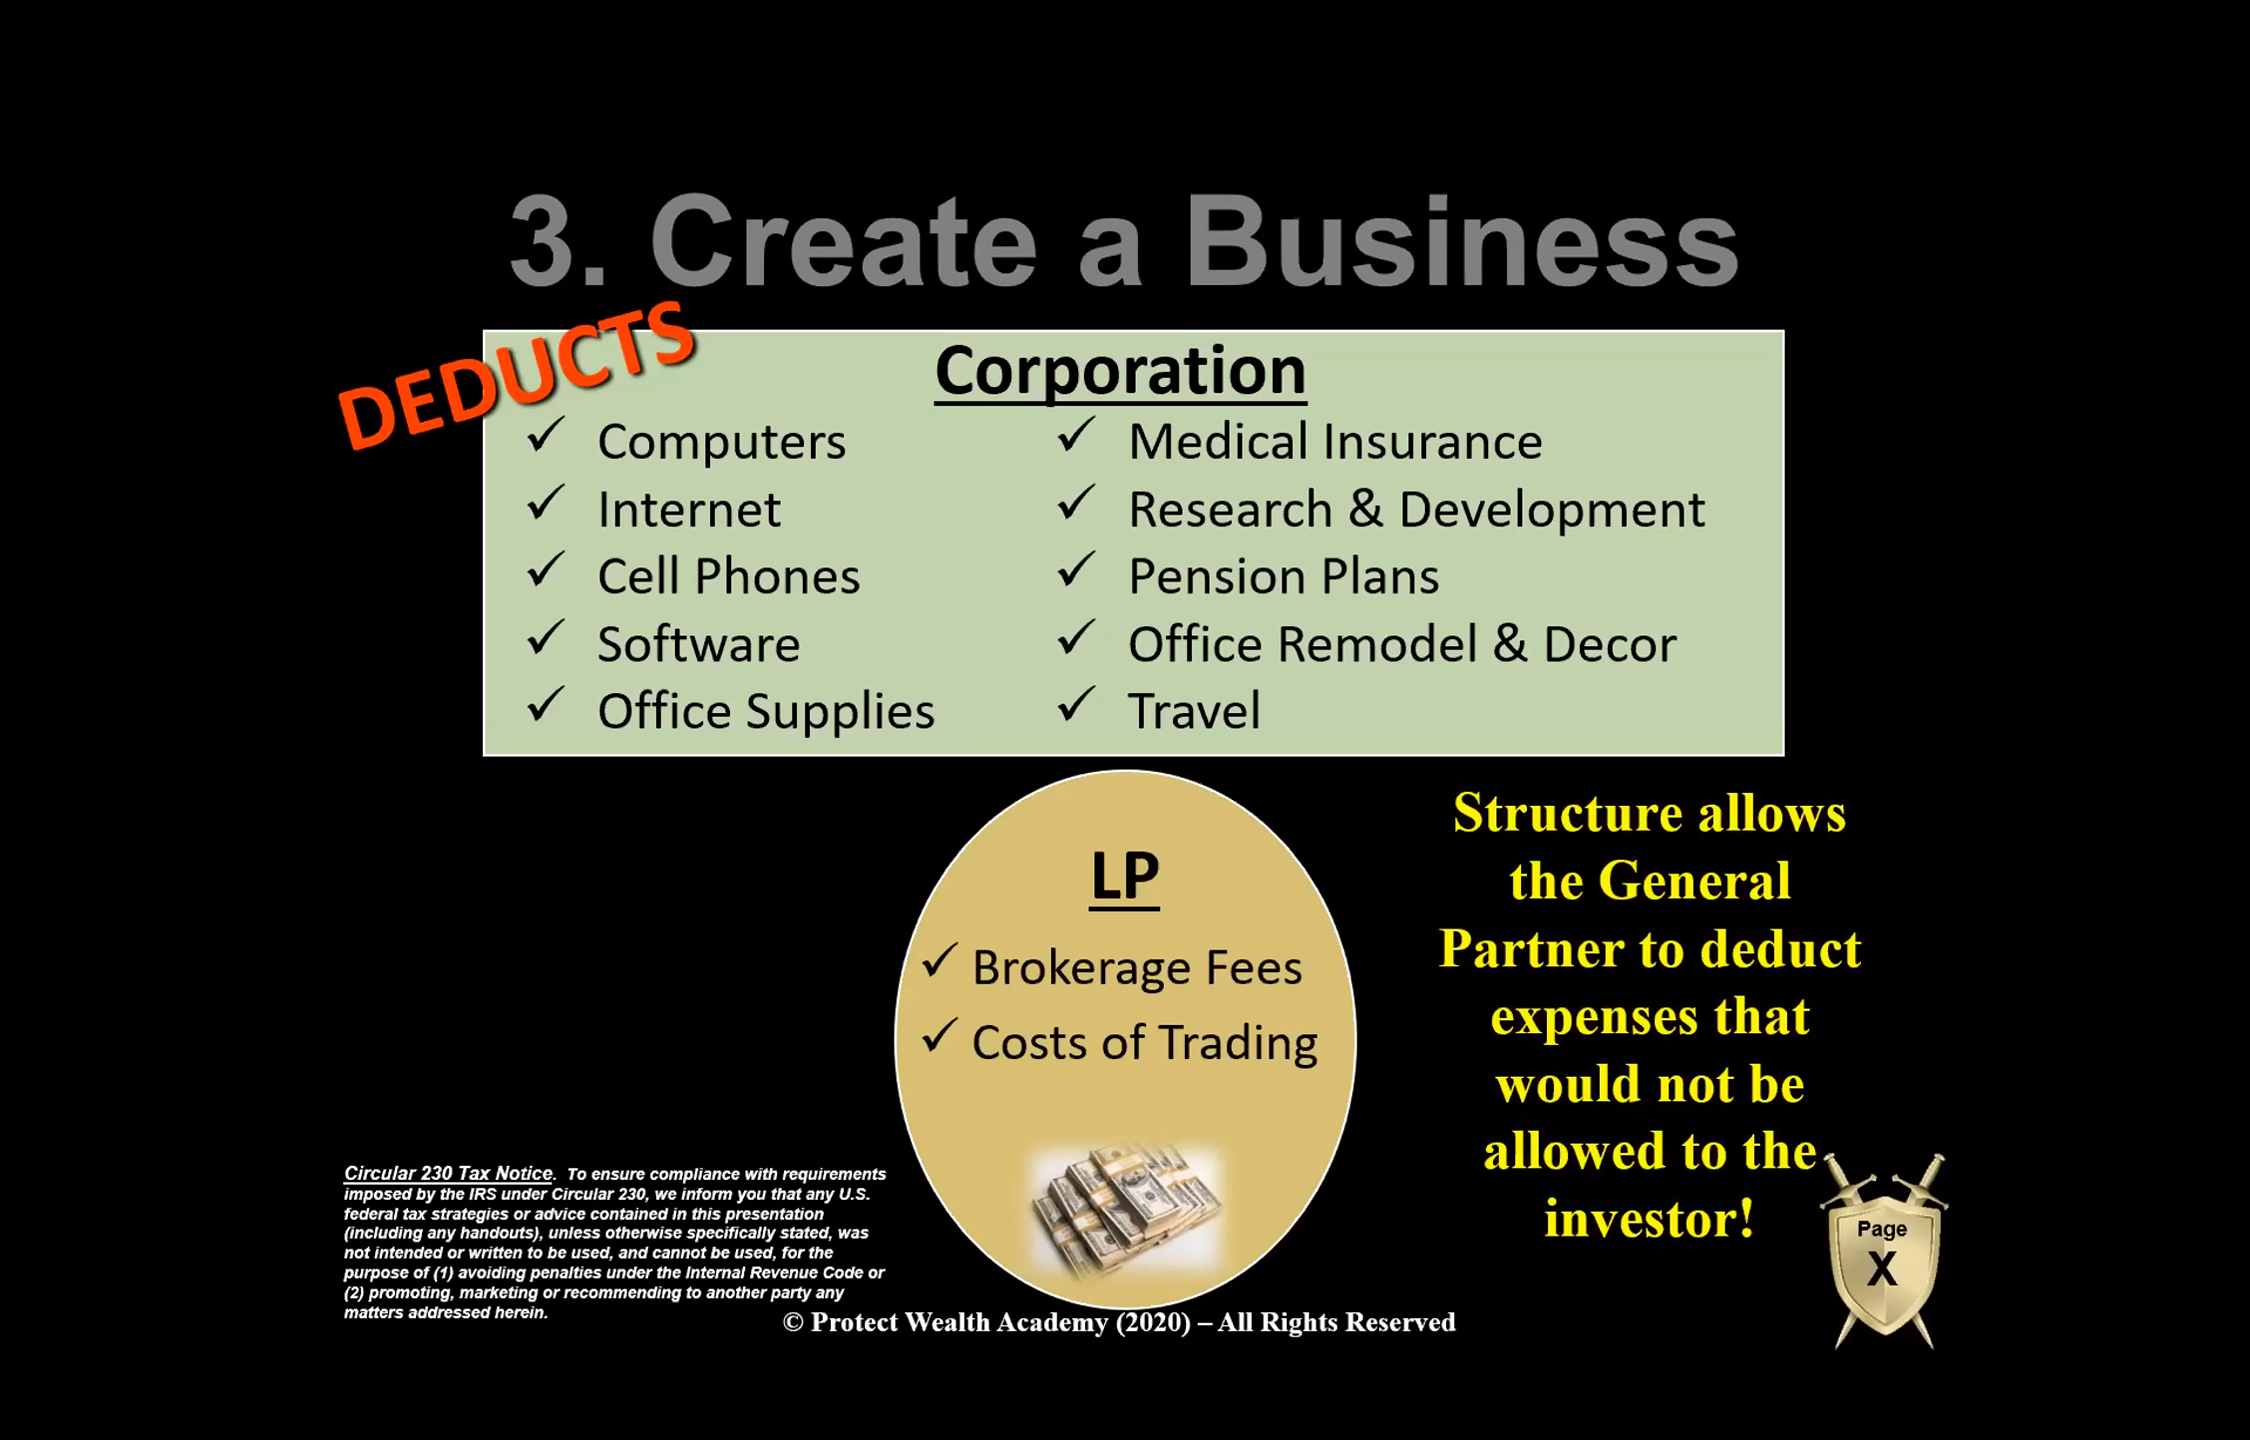 3. Create a Business
DEDUCTS
Corporation
✓ Computers
✓ Internet
✓ Cell Phones
✓ Software
✓ Office Supplies
✓ Medical Insurance
✓ Research & Development
✓ Pension Plans
✓ Office Remodel & Decor
✓ Travel
LP
✓ Brokerage Fees
✓ Costs of Trading
Structure allows
the General
Partner to deduct
expenses that
would not be
allowed to the
investor!
Circular 230 Tax Notice. To ensure compliance with requirements
imposed by the IRS under Circular 230, we inform you that any U.S.
federal tax strategies or advice contained in this presentation
(including any handouts), unless otherwise specifically stated, was
not intended or written to be used, and cannot be used, for the
purpose of (1) avoiding penalties under the Internal Revenue Code or
(2) promoting, marketing or recommending to another party any
matters addressed herein.
Page
X
© Protect Wealth Academy (2020) – All Rights Reserved